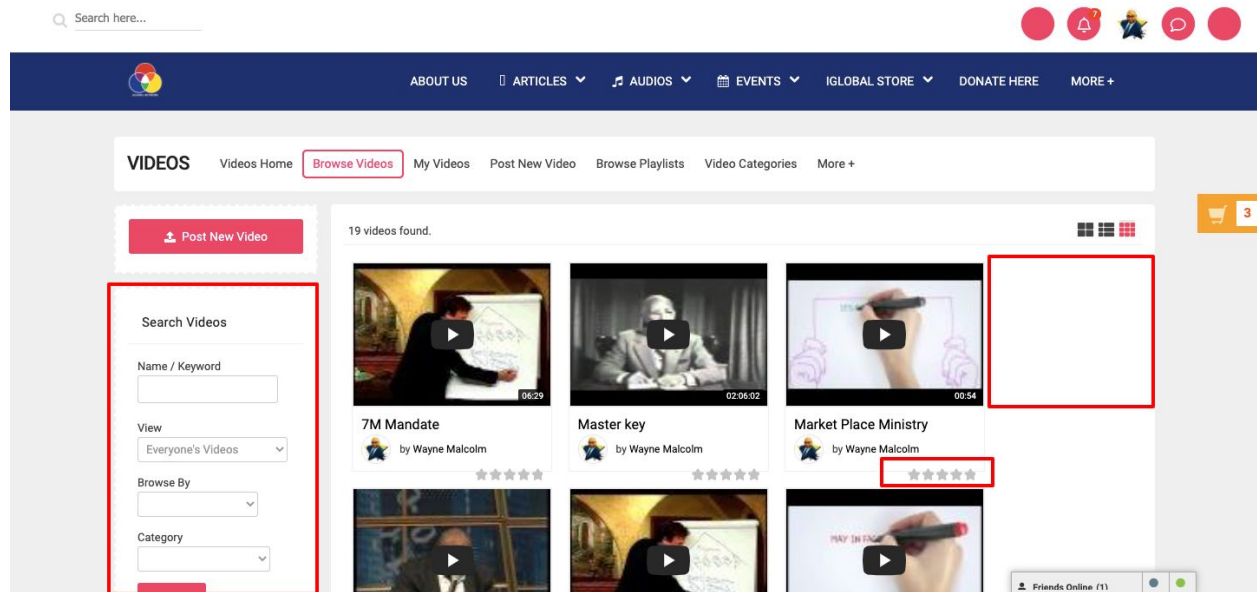 Search here...
7
ABOUT US ARTICLES AUDIOS EVENTS IGLOBAL STORE DONATE HERE MORE +
VIDEOS Videos Home Browse Videos My Videos Post New Video Browse Playlists Video Categories More +
3
Post New Video
19 videos found.
Search Videos
Name / Keyword
View
Everyone's Videos
Browse By
Category
06:29
02:06:02
00:54
7M Mandate
by Wayne Malcolm
Master key
by Wayne Malcolm
Market Place Ministry
by Wayne Malcolm
MAY IN FACT
Friends Online (1)